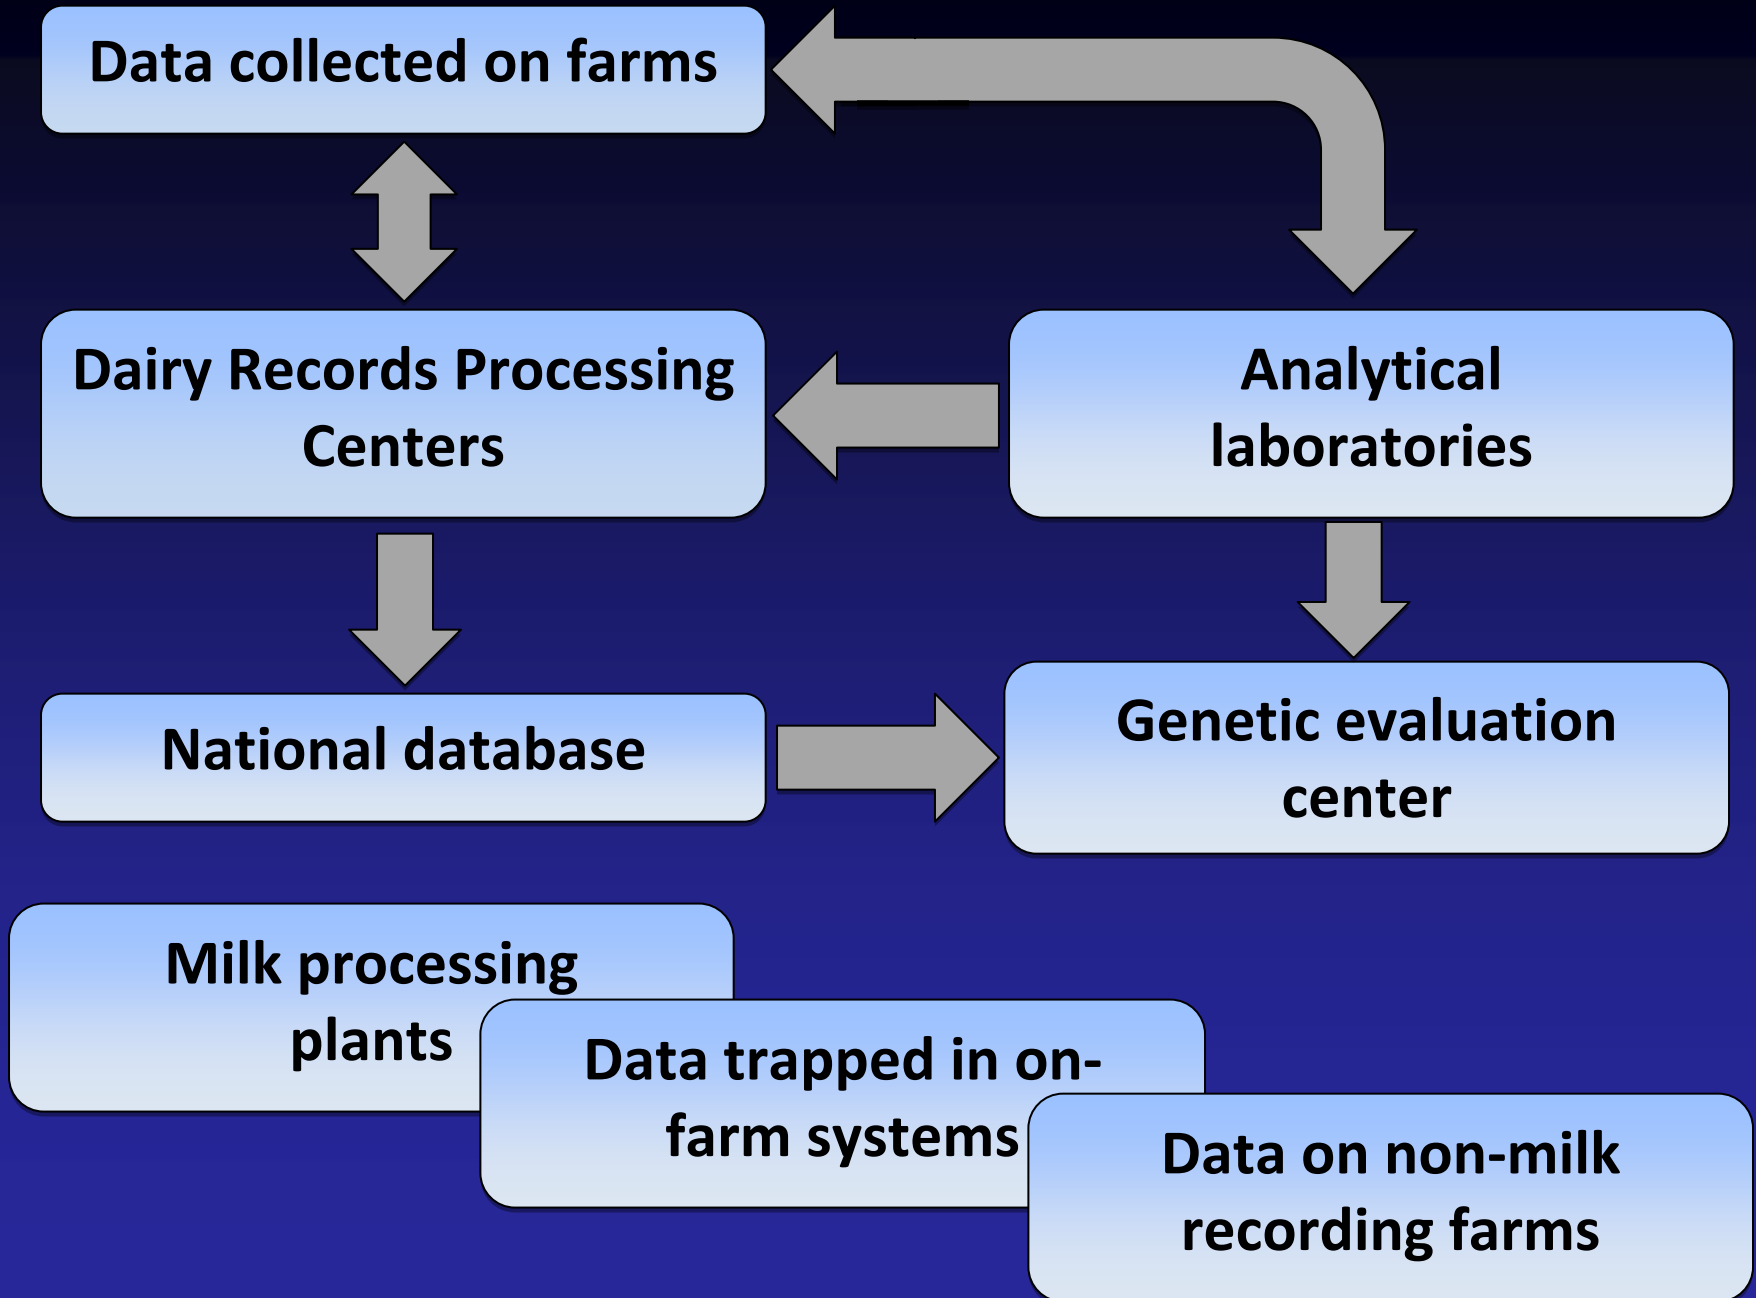 Data collected on farms
Dairy Records Processing
Centers
Analytical
laboratories
National database
Genetic evaluation
center
Milk processing
plants
Data trapped in on-
farm systems
Data on non-milk
recording farms